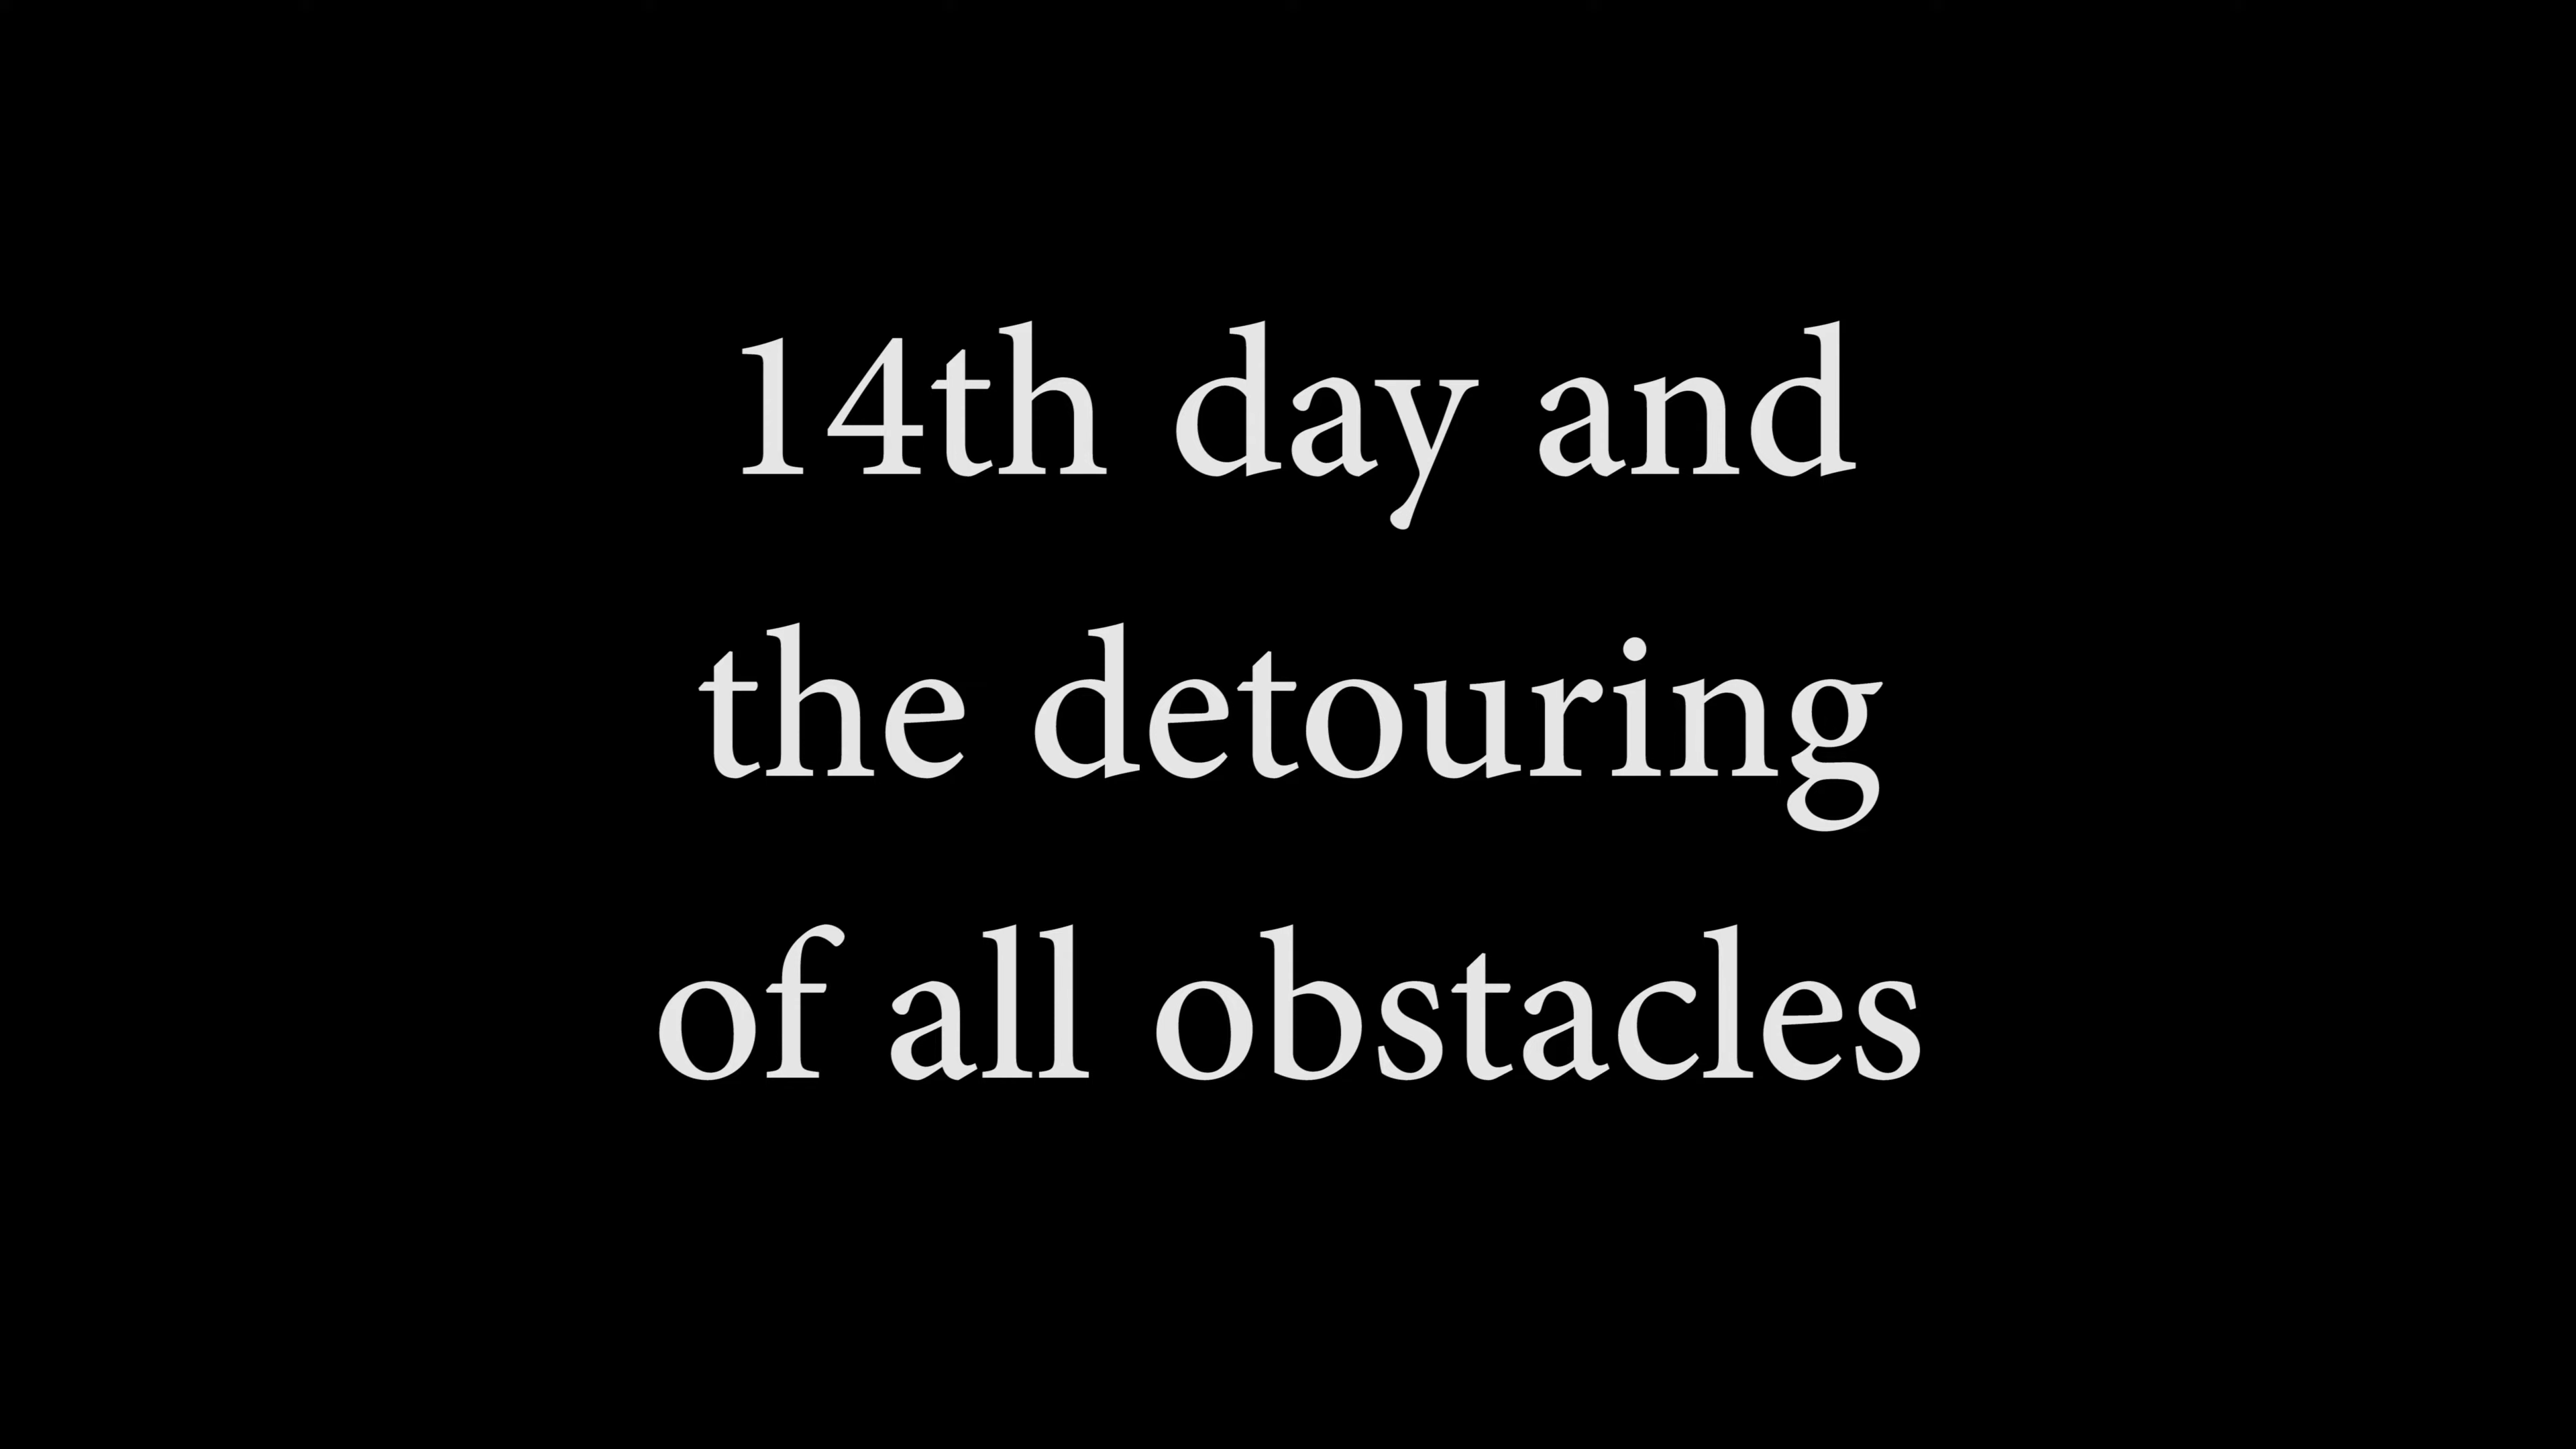 14th day and
the detouring
of all obstacles